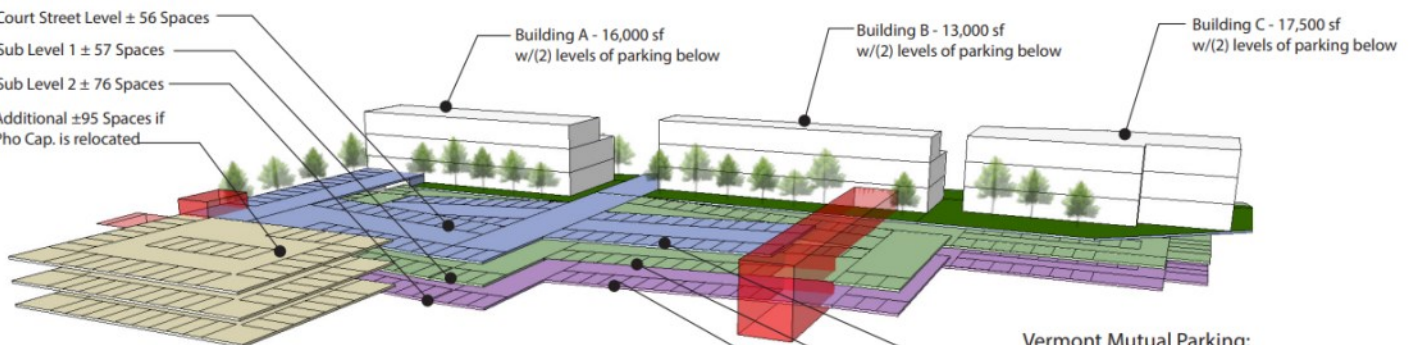 Court Street Level ± 56 Spaces
Sub Level 1 ± 57 Spaces
Sub Level 2 ± 76 Spaces
Additional ±95 Spaces if
Pho Cap. is relocated
Building A - 16,000 sf
w/(2) levels of parking below
Building B - 13,000 sf
w/(2) levels of parking below
Building C - 17,500 sf
w/(2) levels of parking below
Vermont Mutual Parking: